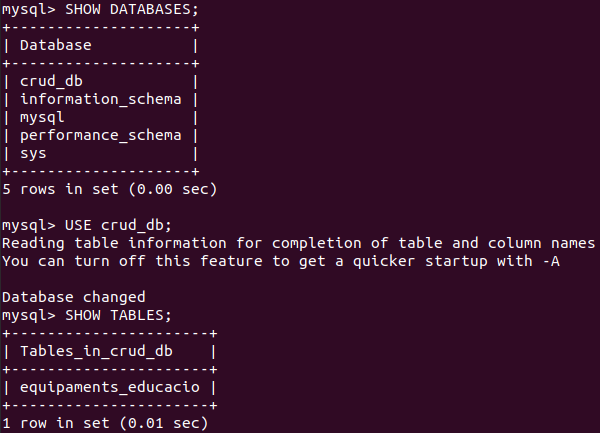 mysql> SHOW DATABASES;
+--------------------+
| Database           |
+--------------------+
| crud_db            |
| information_schema |
| mysql              |
| performance_schema |
| sys                |
+--------------------+
5 rows in set (0.00 sec)

mysql> USE crud_db;
Reading table information for completion of table and column names
You can turn off this feature to get a quicker startup with -A

Database changed
mysql> SHOW TABLES;
+----------------------+
| Tables_in_crud_db    |
+----------------------+
| equipaments_educacio |
+----------------------+
1 row in set (0.01 sec)